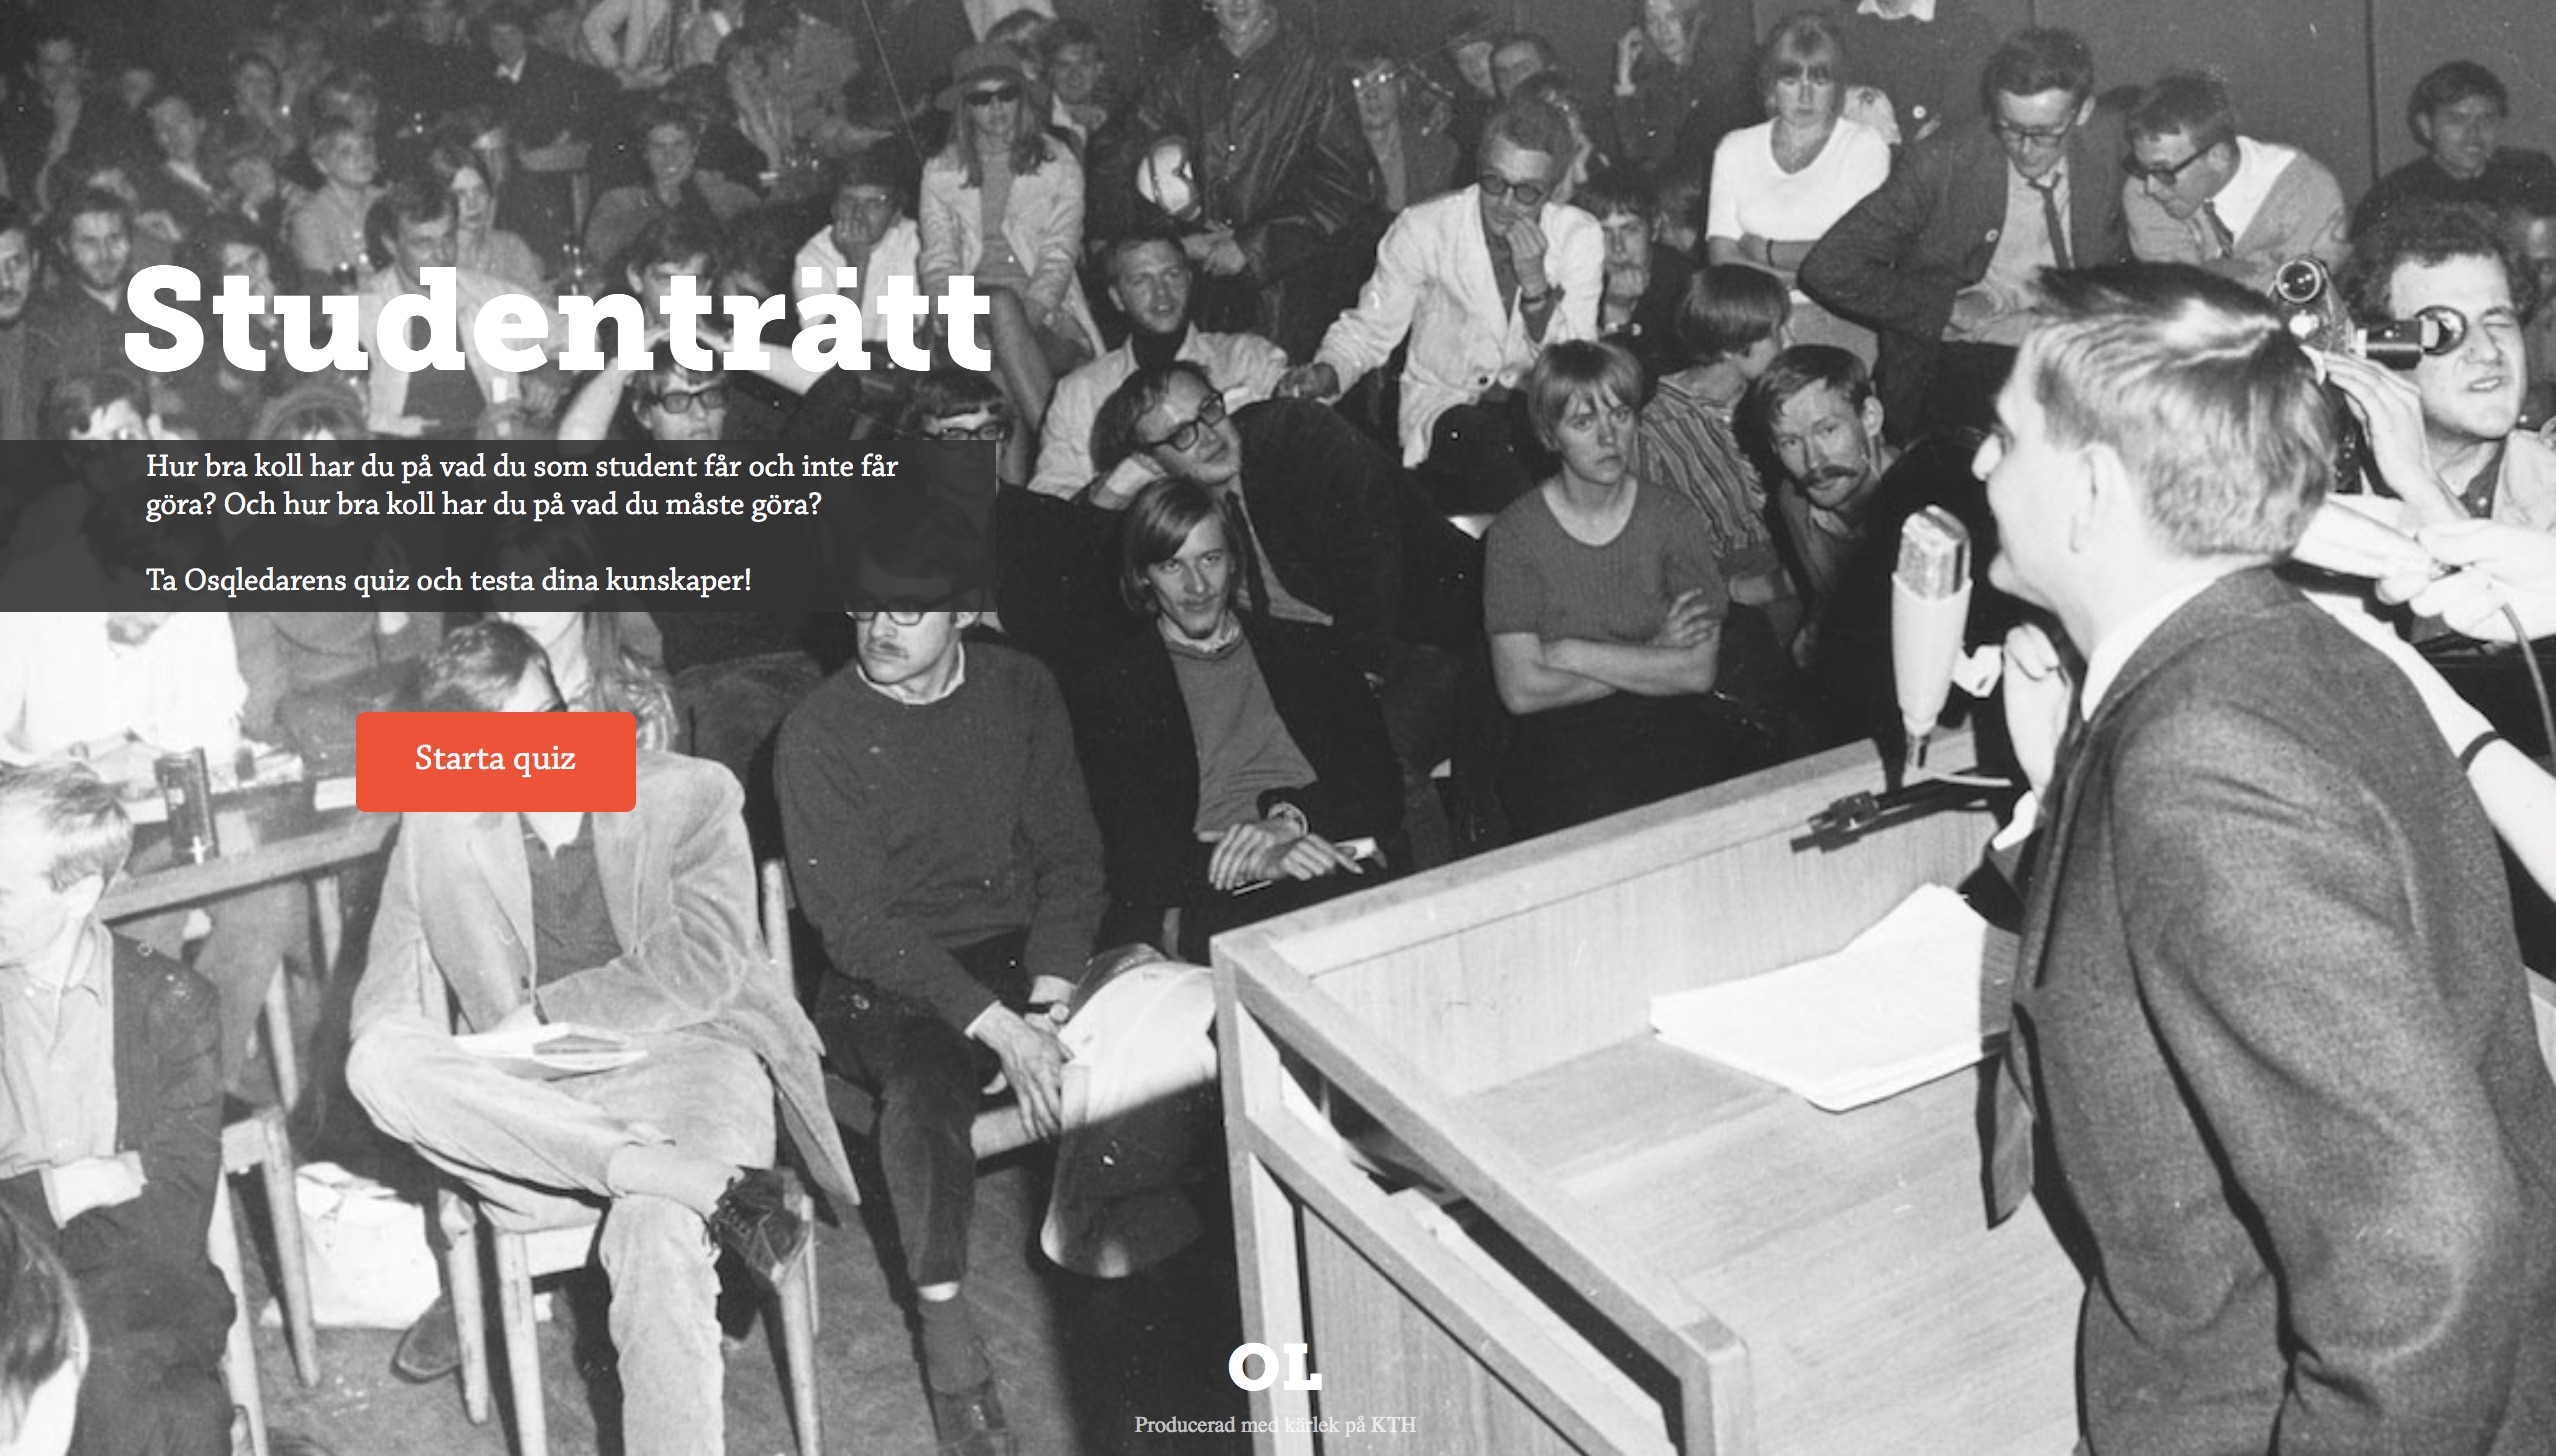 Studenträtt
Hur bra koll har du på vad du som student får och inte får
göra? Och hur bra koll har du på vad du måste göra?
Ta Osqledarens quiz och testa dina kunskaper!
Starta quiz
OL
Producerad med kärlek på KTH